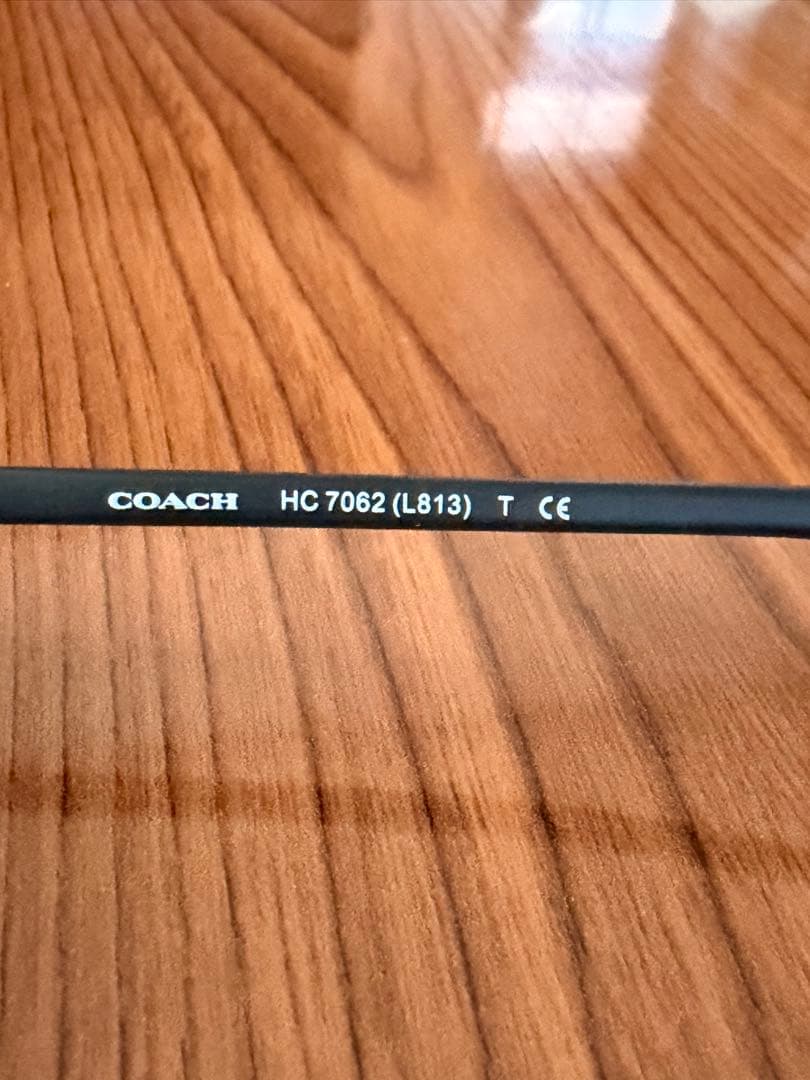 COACH HC 7062 (L813) T CE